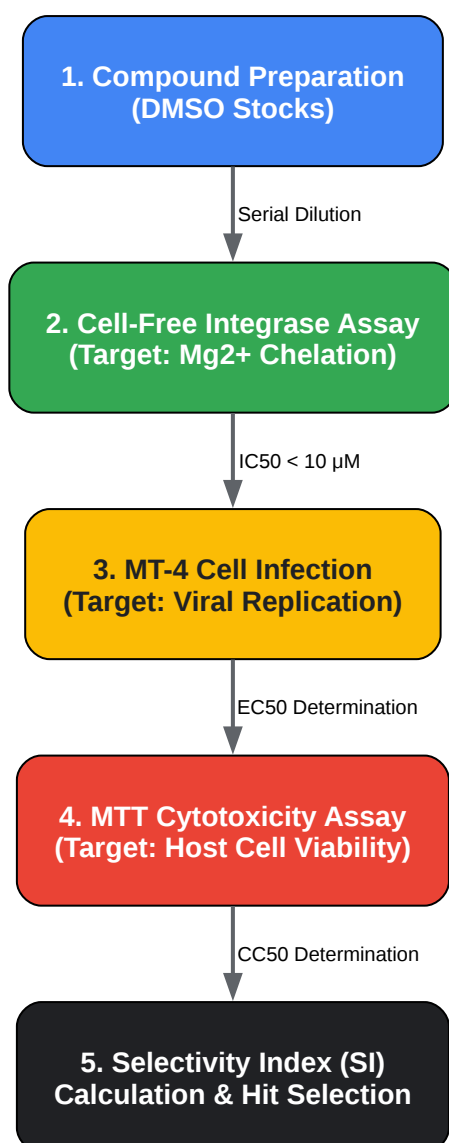 1. Compound Preparation
(DMSO Stocks)
Serial Dilution
2. Cell-Free Integrase Assay
(Target: Mg2+ Chelation)
IC50 < 10 μM
3. MT-4 Cell Infection
(Target: Viral Replication)
EC50 Determination
4. MTT Cytotoxicity Assay
(Target: Host Cell Viability)
CC50 Determination
5. Selectivity Index (SI)
Calculation & Hit Selection